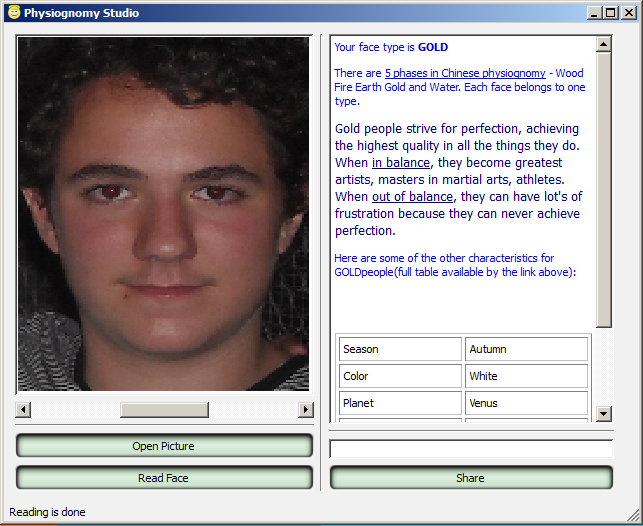 Physiognomy Studio
Your face type is GOLD
There are 5 phases in Chinese physiognomy - Wood
Fire Earth Gold and Water. Each face belongs to one
type.
Gold people strive for perfection, achieving
the highest quality in all the things they do.
When in balance, they become greatest
artists, masters in martial arts, athletes.
When out of balance, they can have lot's of
frustration because they can never achieve
perfection.
Here are some of the other characteristics for
GOLDpeople(full table available by the link above):
Season Autumn
Color White
Planet Venus
Open Picture
Read Face
Share
Reading is done